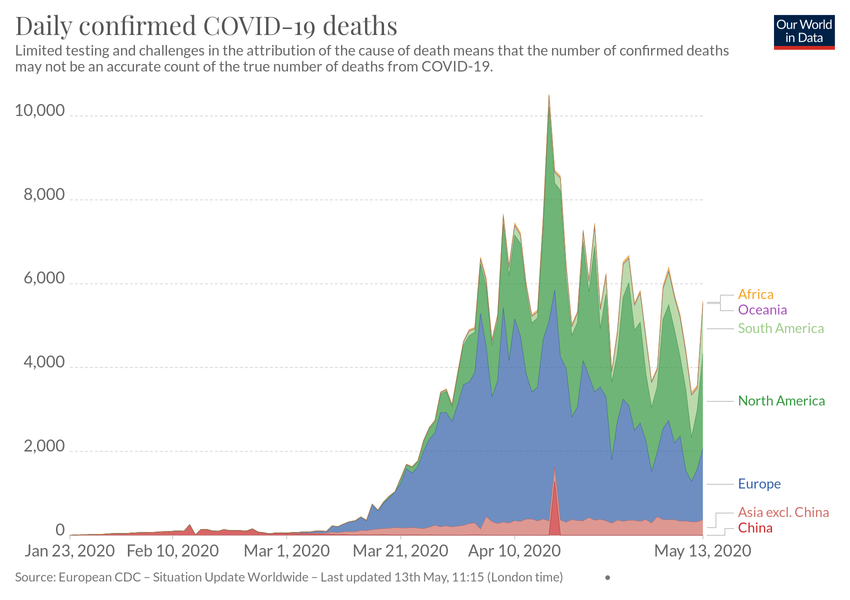 Daily confirmed COVID-19 deaths
Our World
in Data
Limited testing and challenges in the attribution of the cause of death means that the number of confirmed deaths
may not be an accurate count of the true number of deaths from COVID-19.
10,000
8,000
6,000
4,000
2,000
0
Africa
Oceania
South America
North America
Europe
Asia excl. China
China
Jan 23, 2020
Feb 10, 2020
Mar 1, 2020
Mar 21, 2020
Apr 10, 2020
May 13, 2020
Source: European CDC – Situation Update Worldwide – Last updated 13th May, 11:15 (London time)